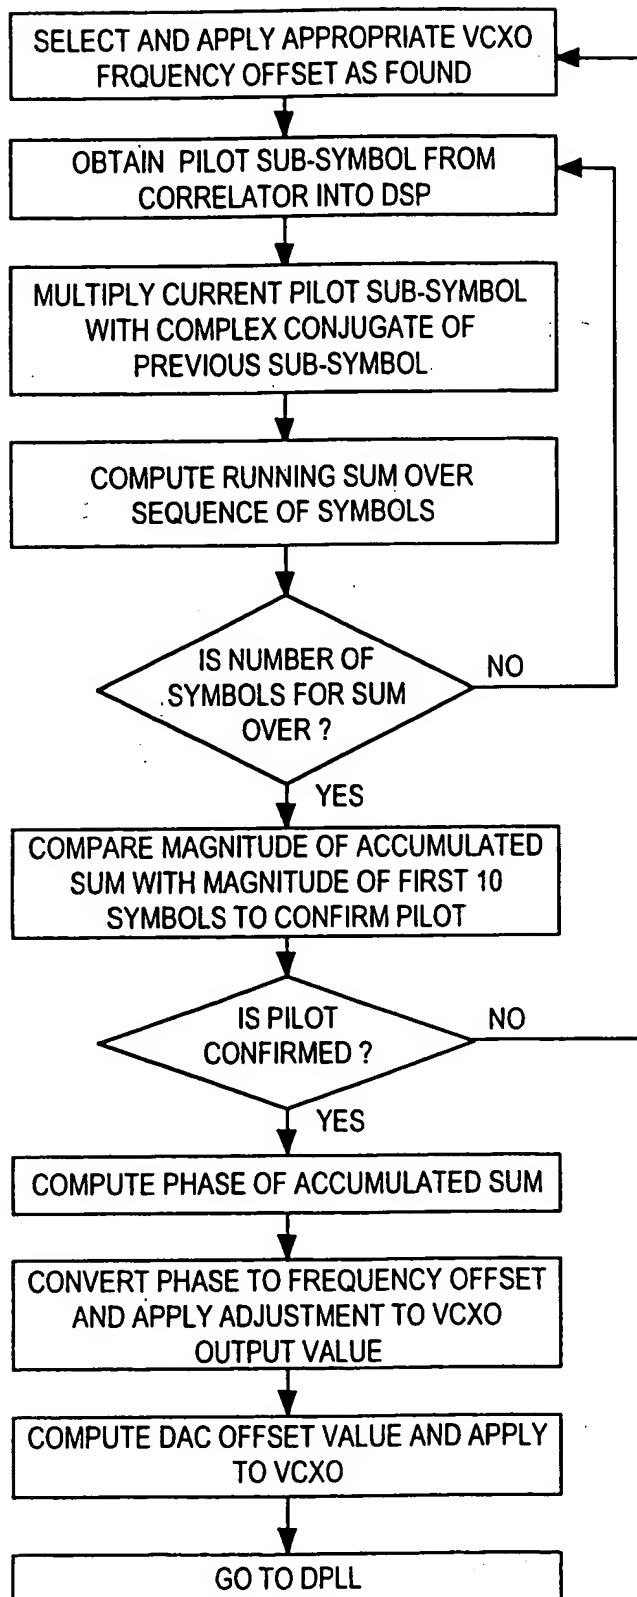 SELECT AND APPLY APPROPRIATE VCXO
FRQUENCY OFFSET AS FOUND
OBTAIN PILOT SUB-SYMBOL FROM
CORRELATOR INTO DSP
MULTIPLY CURRENT PILOT SUB-SYMBOL
WITH COMPLEX CONJUGATE OF
PREVIOUS SUB-SYMBOL
COMPUTE RUNNING SUM OVER
SEQUENCE OF SYMBOLS
IS NUMBER OF
SYMBOLS FOR SUM
OVER ?
NO
YES
COMPARE MAGNITUDE OF ACCUMULATED
SUM WITH MAGNITUDE OF FIRST 10
SYMBOLS TO CONFIRM PILOT
IS PILOT
CONFIRMED ?
NO
YES
COMPUTE PHASE OF ACCUMULATED SUM
CONVERT PHASE TO FREQUENCY OFFSET
AND APPLY ADJUSTMENT TO VCXO
OUTPUT VALUE
COMPUTE DAC OFFSET VALUE AND APPLY
TO VCXO
GO TO DPLL